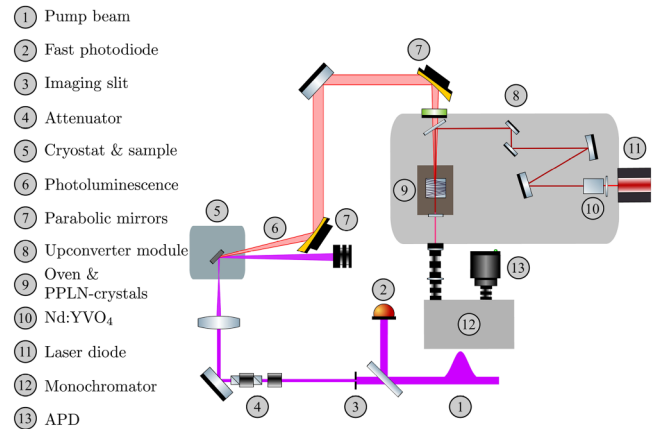 1 Pump beam
2 Fast photodiode
3 Imaging slit
4 Attenuator
5 Cryostat & sample
6 Photoluminescence
7 Parabolic mirrors
8 Upconverter module
9 Oven &
PPLN-crystals
10 Nd:YVO4
11 Laser diode
12 Monochromator
13 APD
7
8
11
9
10
5
6
7
13
2
12
4
3
1